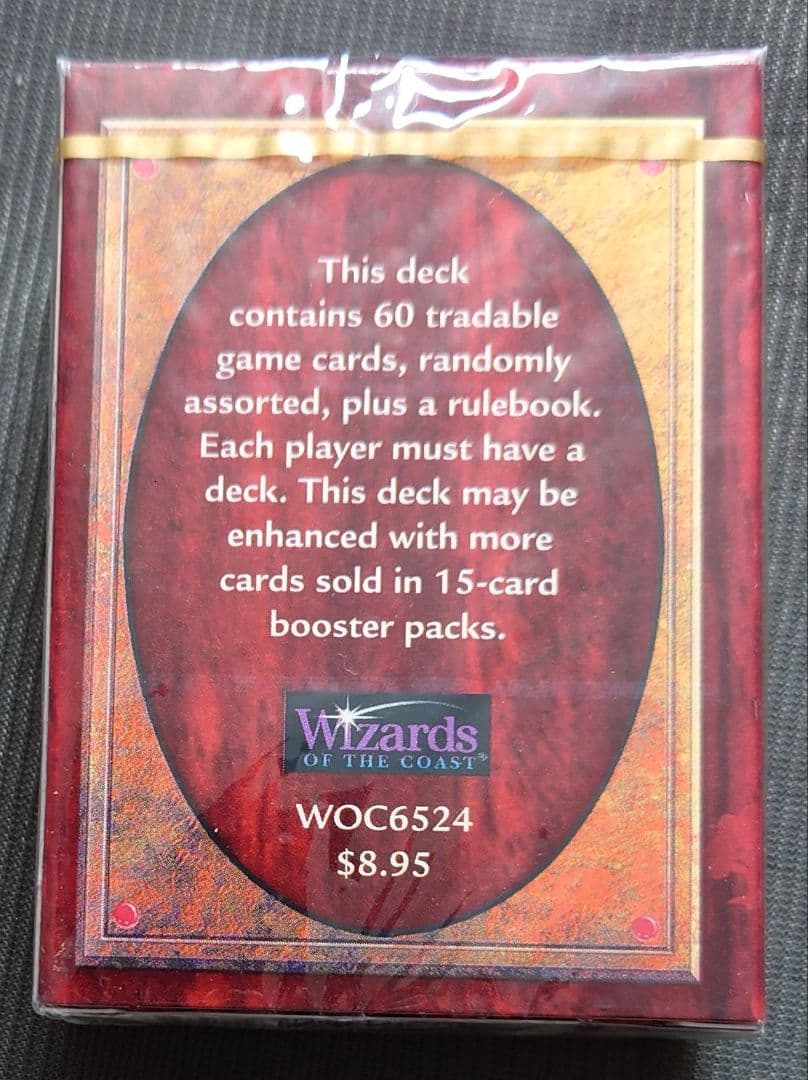 This deck
contains 60 tradable
game cards, randomly
assorted, plus a rulebook.
Each player must have a
deck. This deck may be
enhanced with more
cards sold in 15-card
booster packs.
Wizards
OF THE COAST®
WOC6524
$8.95